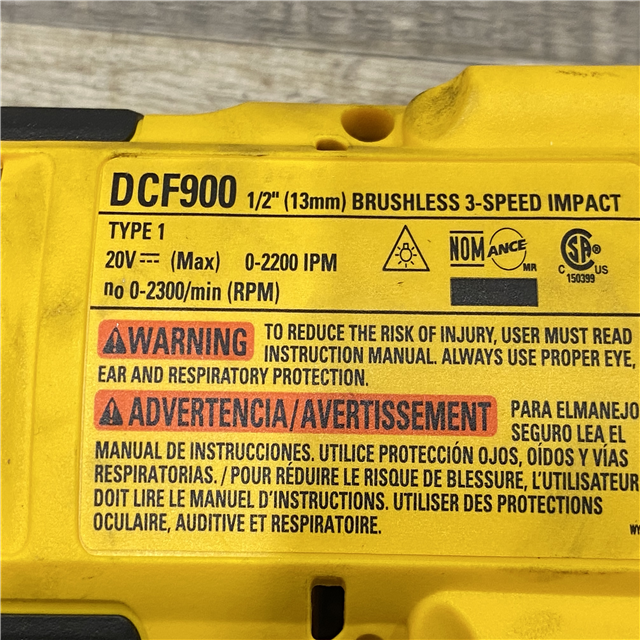 DCF900 1/2" (13mm) BRUSHLESS 3-SPEED IMPACT
TYPE 1
20V⎓ (Max) 0-2200 IPM
no 0-2300/min (RPM)
NOM ANCE MR
CSA ® C US
150399
⚠WARNING TO REDUCE THE RISK OF INJURY, USER MUST READ
INSTRUCTION MANUAL. ALWAYS USE PROPER EYE,
EAR AND RESPIRATORY PROTECTION.
⚠ADVERTENCIA/AVERTISSEMENT PARA ELMANEJO
SEGURO LEA EL
MANUAL DE INSTRUCCIONES. UTILICE PROTECCIÓN OJOS, OÍDOS Y VÍAS
RESPIRATORIAS. / POUR RÉDUIRE LE RISQUE DE BLESSURE, L'UTILISATEUR
DOIT LIRE LE MANUEL D'INSTRUCTIONS. UTILISER DES PROTECTIONS
OCULAIRE, AUDITIVE ET RESPIRATOIRE.